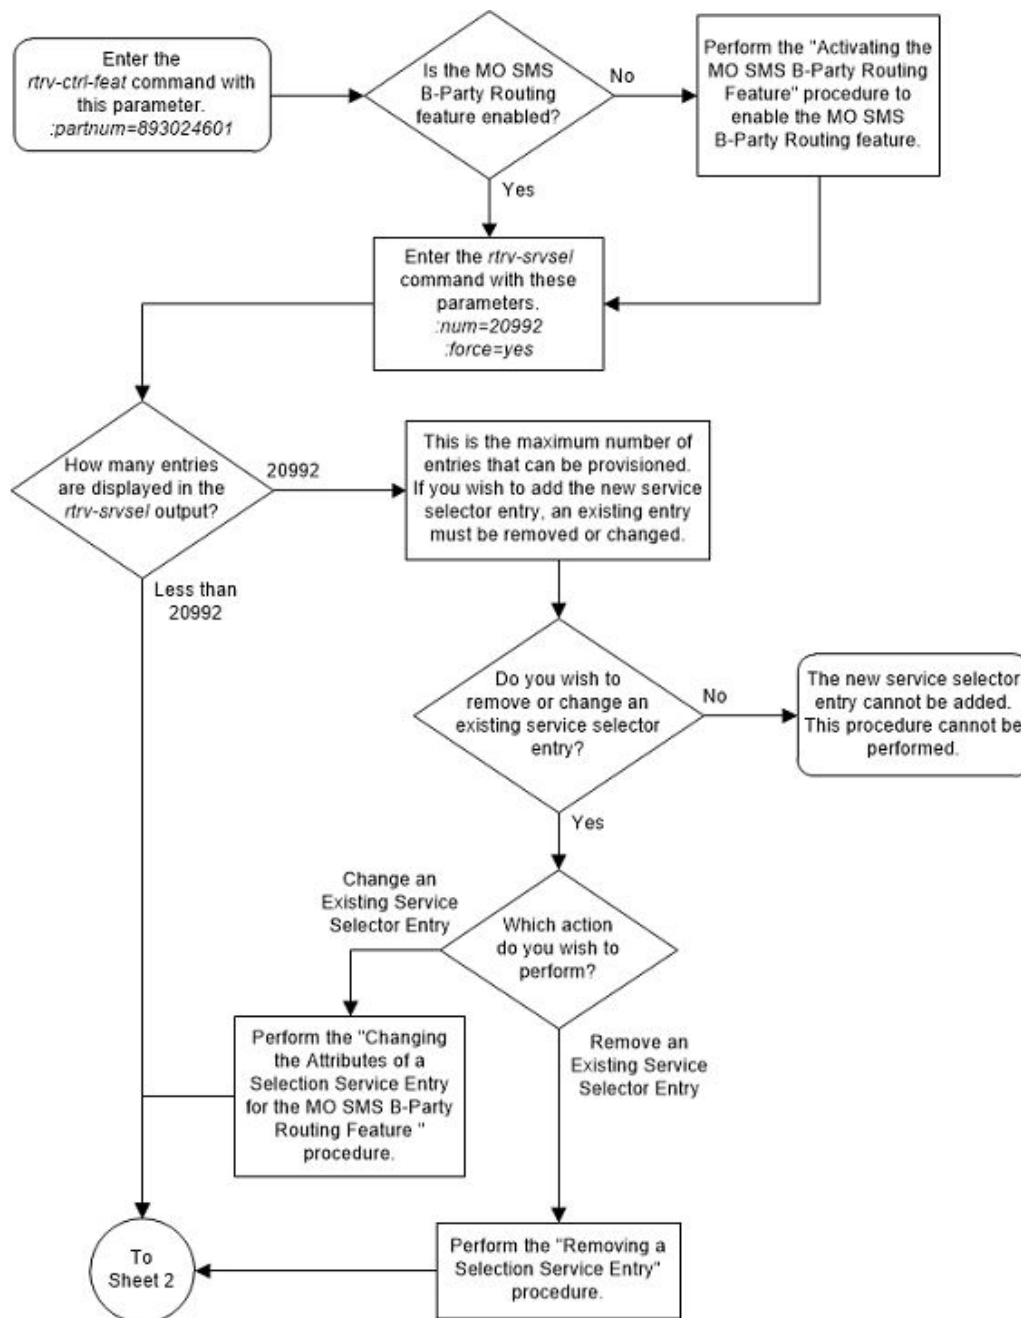 Enter the
rtrv-ctrl-feat command with
this parameter.
:partnum=893024601
Is the MO SMS
B-Party Routing
feature enabled?
No
Perform the "Activating the
MO SMS B-Party Routing
Feature" procedure to
enable the MO SMS
B-Party Routing feature.
Yes
Enter the rtrv-srvsel
command with these
parameters.
:num=20992
:force=yes
How many entries
are displayed in the
rtrv-srvsel output?
20992
This is the maximum number of
entries that can be provisioned.
If you wish to add the new service
selector entry, an existing entry
must be removed or changed.
Less than
20992
Do you wish to
remove or change an
existing service selector
entry?
No
The new service selector
entry cannot be added.
This procedure cannot be
performed.
Yes
Change an
Existing Service
Selector Entry
Which action
do you wish to
perform?
Perform the "Changing
the Attributes of a
Selection Service Entry
for the MO SMS B-Party
Routing Feature "
procedure.
Remove an
Existing Service
Selector Entry
To
Sheet 2
Perform the "Removing a
Selection Service Entry"
procedure.